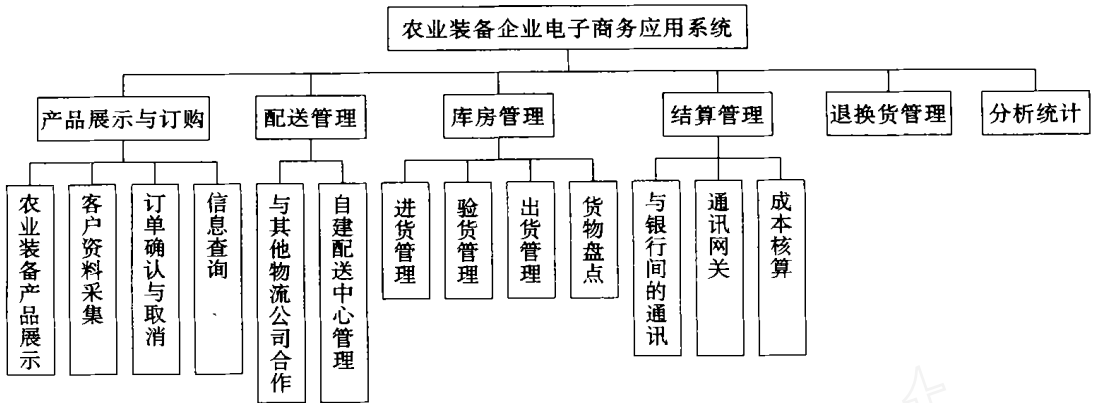 农业装备企业电子商务应用系统
产品展示与订购
配送管理
库房管理
结算管理
退换货管理
分析统计
农业装备产品展示
客户资料采集
订单确认与取消
信息查询
与其他物流公司合作
自建配送中心管理
进货管理
验货管理
出货管理
货物盘点
与银行间的通讯
通讯网关
成本核算